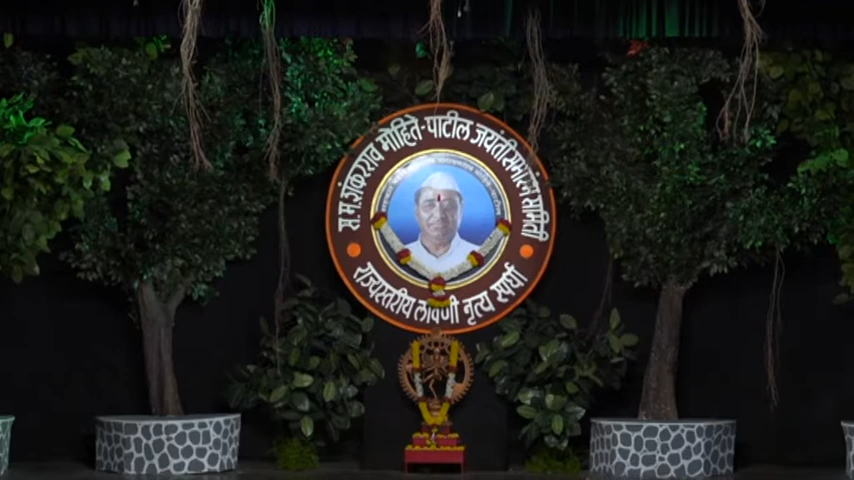 स.म.शंकरराव मोहिते-पाटील जयंती समारंभ समिती
राज्यस्तरीय लावणी नृत्य स्पर्धा